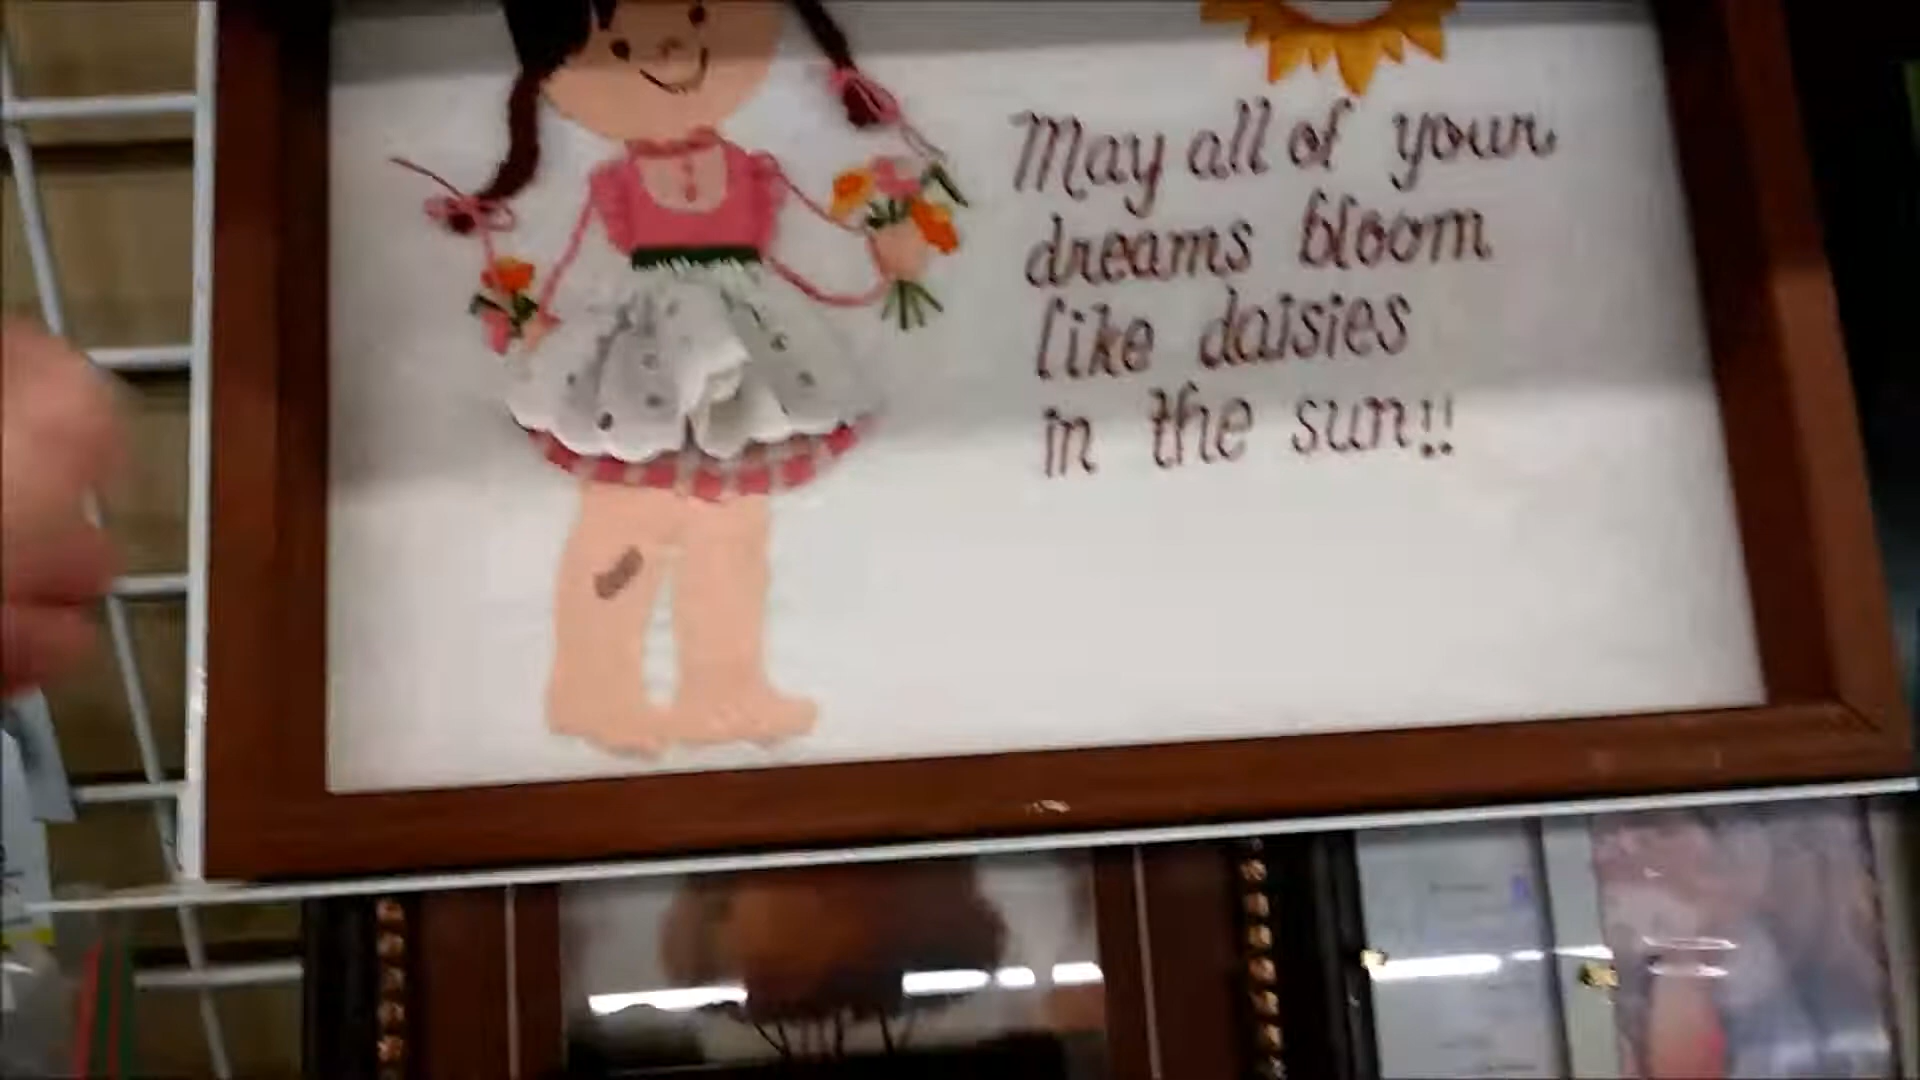 May all of your
dreams bloom
like daisies
in the sun!!